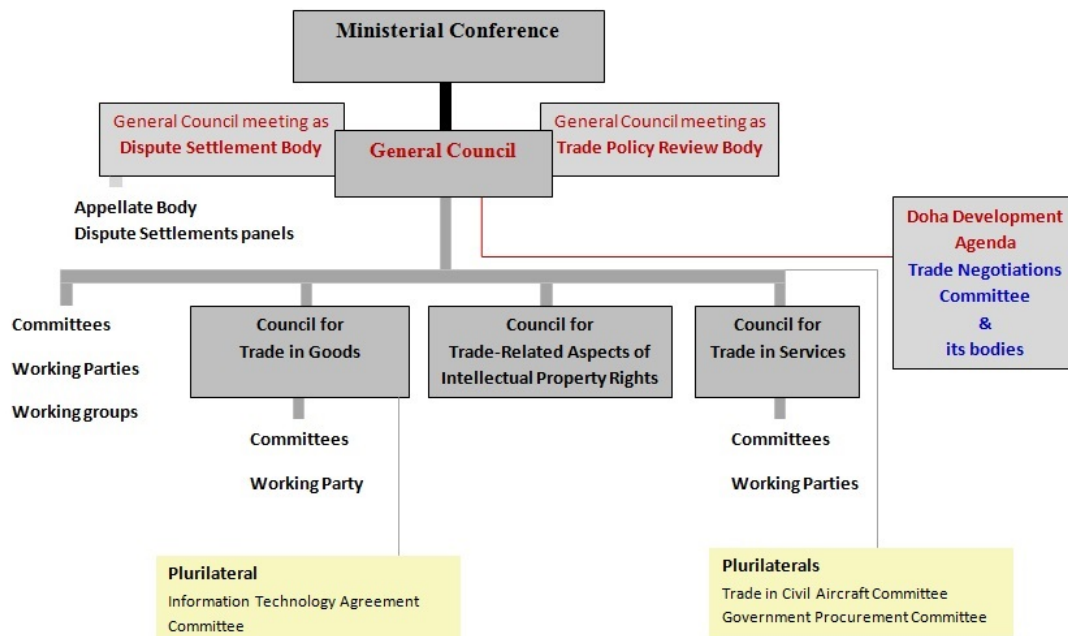 Ministerial Conference
General Council meeting as
Dispute Settlement Body
General Council
General Council meeting as
Trade Policy Review Body
Appellate Body
Dispute Settlements panels
Doha Development
Agenda
Trade Negotiations
Committee
&
its bodies
Committees
Working Parties
Working groups
Council for
Trade in Goods
Council for
Trade-Related Aspects of
Intellectual Property Rights
Council for
Trade in Services
Committees
Working Party
Committees
Working Parties
Plurilateral
Information Technology Agreement
Committee
Plurilaterals
Trade in Civil Aircraft Committee
Government Procurement Committee